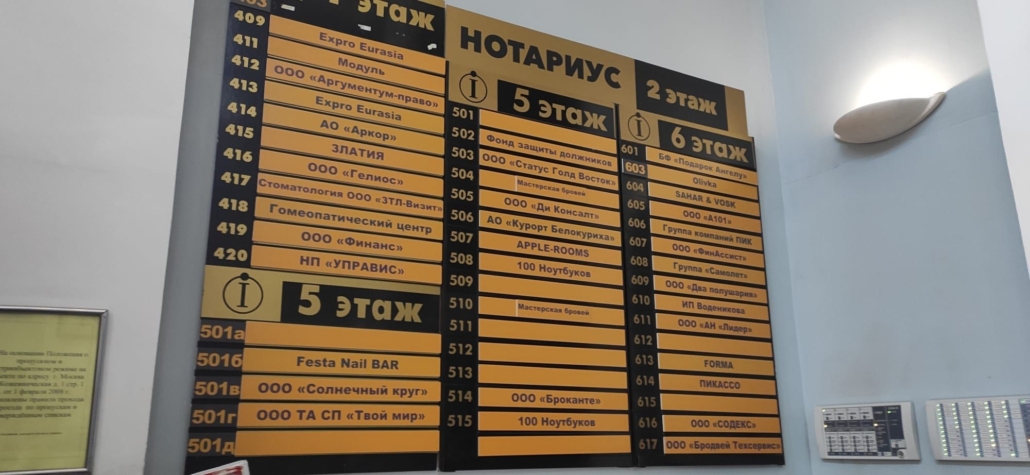 этаж
409 Expro Eurasia
411 Модуль
412 ООО «Аргументум-право»
413 Expro Eurasia
414 АО «Аркор»
415 ЗЛАТИЯ
416 ООО «Гелиос»
417 Стоматология ООО «ЗТЛ-Визит»
418 Гомеопатический центр
419 ООО «Финанс»
420 НП «УПРАВИС»
i 5 этаж
501а
501б Festa Nail BAR
501в ООО «Солнечный круг»
501г ООО ТА СП «Твой мир»
501д
НОТАРИУС 2 этаж
i 5 этаж
501
502 Фонд защиты должников
503 ООО «Статус Голд Восток»
504 Мастерская бровей
505 ООО «Ди Консалт»
506 АО «Курорт Белокуриха»
507 APPLE-ROOMS
508 100 Ноутбуков
509
510 Мастерская бровей
511
512
513
514 ООО «Броканте»
515 100 Ноутбуков
i 6 этаж
601 БФ «Подарок Ангелу»
603 Olivka
604 SAHAR & VOSK
605 ООО «А101»
606 Группа компаний ПИК
607 ООО «ФинАссист»
608 Группа «Самолет»
609 ООО «Два полушария»
610 ИП Воденикова
611 ООО «АН «Лидер»
612
613 FORMA
614 ПИКАССО
615
616 ООО «СОДЕКС»
617 ООО «Бродвей Техсервис»